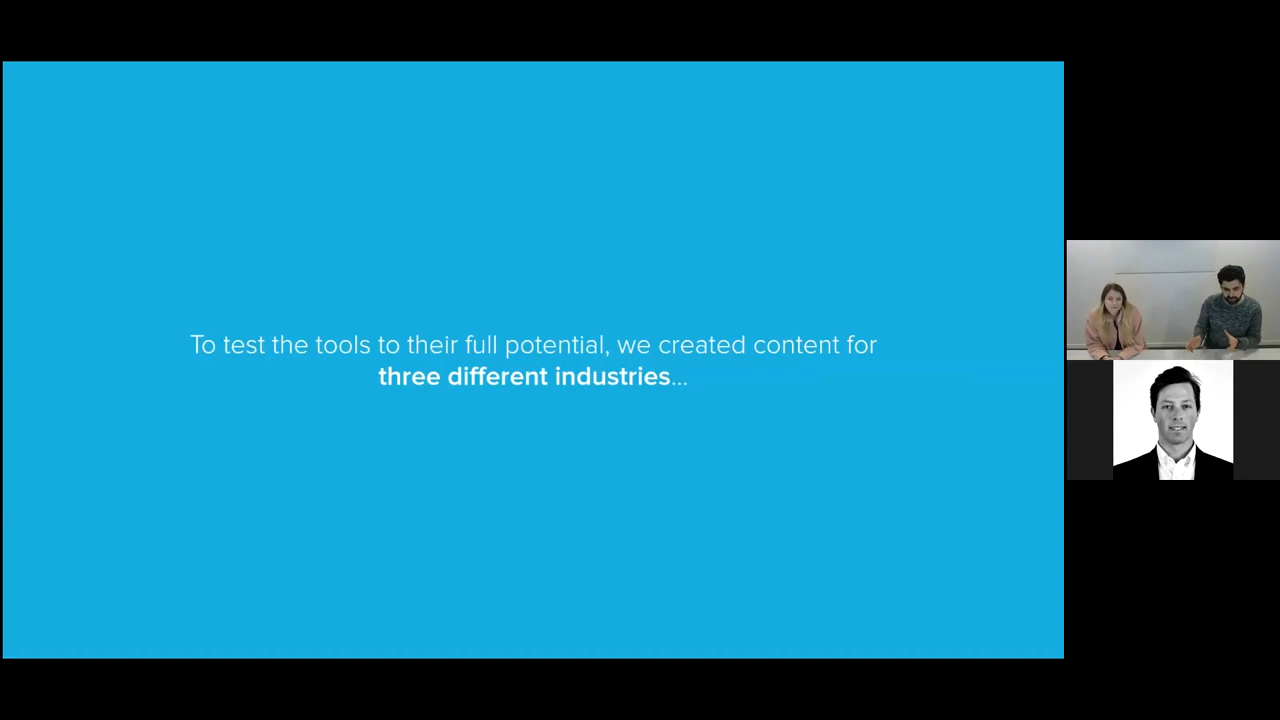 To test the tools to their full potential, we created content for
three different industries...